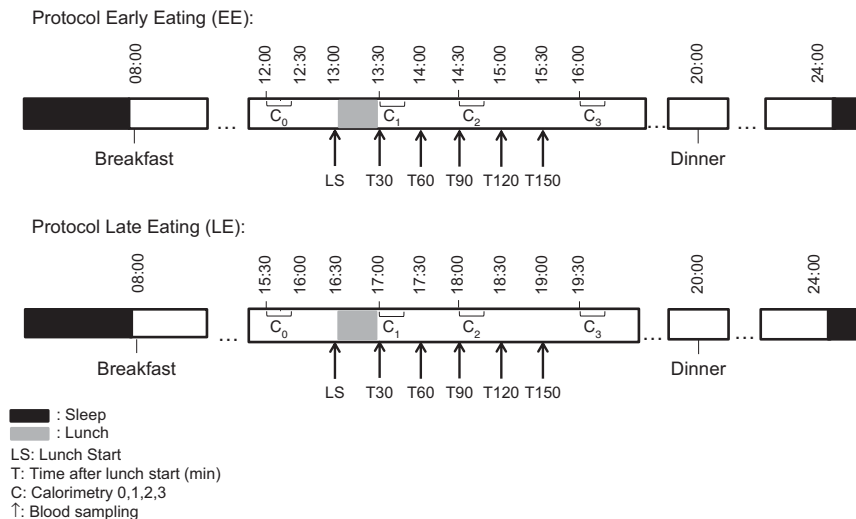 Protocol Early Eating (EE):
08:00 12:00 12:30 13:00 13:30 14:00 14:30 15:00 15:30 16:00 20:00 24:00
... C0 C1 C2 C3 ... ...
Breakfast Dinner
LS T30 T60 T90 T120 T150
Protocol Late Eating (LE):
08:00 15:30 16:00 16:30 17:00 17:30 18:00 18:30 19:00 19:30 20:00 24:00
... C0 C1 C2 C3 ... ...
Breakfast Dinner
LS T30 T60 T90 T120 T150
: Sleep
: Lunch
LS: Lunch Start
T: Time after lunch start (min)
C: Calorimetry 0,1,2,3
↑: Blood sampling